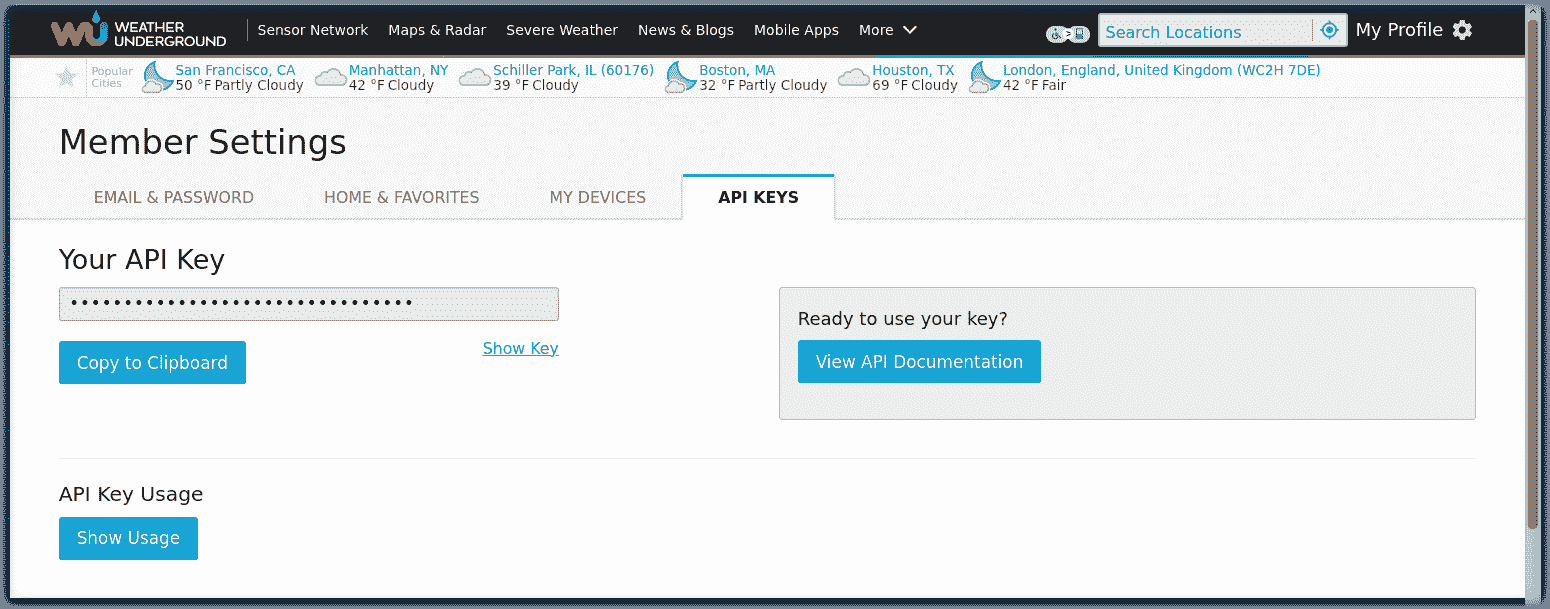 WEATHER UNDERGROUND
Sensor Network Maps & Radar Severe Weather News & Blogs Mobile Apps More Search Locations My Profile
Popular Cities
San Francisco, CA Manhattan, NY Schiller Park, IL (60176) Boston, MA Houston, TX London, England, United Kingdom (WC2H 7DE)
50 °F Partly Cloudy 42 °F Cloudy 39 °F Cloudy 32 °F Partly Cloudy 69 °F Cloudy 42 °F Fair
Member Settings
EMAIL & PASSWORD HOME & FAVORITES MY DEVICES API KEYS
Your API Key
••••••••••••••••••••••••••••••••
Show Key
Copy to Clipboard
Ready to use your key?
View API Documentation
API Key Usage
Show Usage